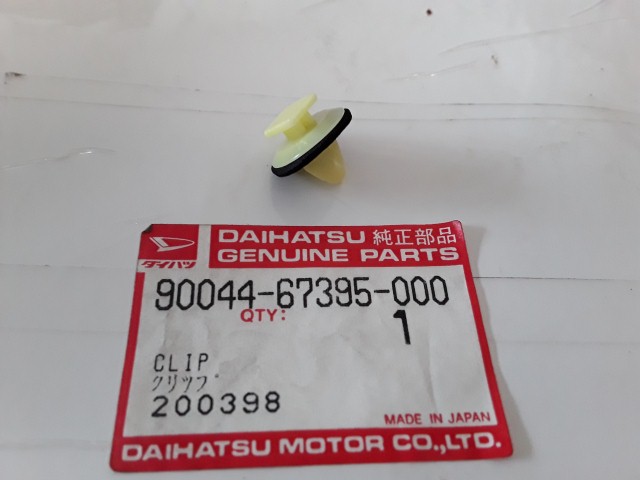 DAIHATSU 純正部品
GENUINE PARTS
ダイハツ
90044-67395-000
QTY: 1
CLIP
クリツプ
200398
MADE IN JAPAN
DAIHATSU MOTOR CO.,LTD.